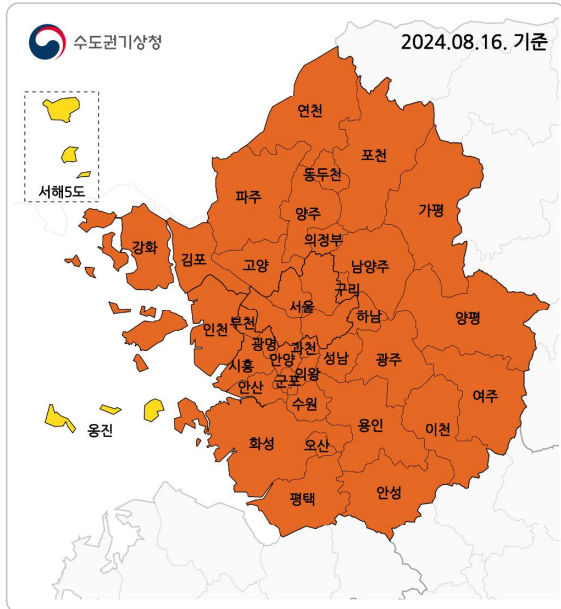 수도권기상청
2024.08.16. 기준
서해5도
연천
포천
동두천
파주
양주
가평
의정부
강화
김포
고양
남양주
구리
서울
인천
부천
하남
양평
광명
과천
안양
성남
광주
시흥
의왕
군포
안산
여주
수원
옹진
용인
이천
화성
오산
평택
안성